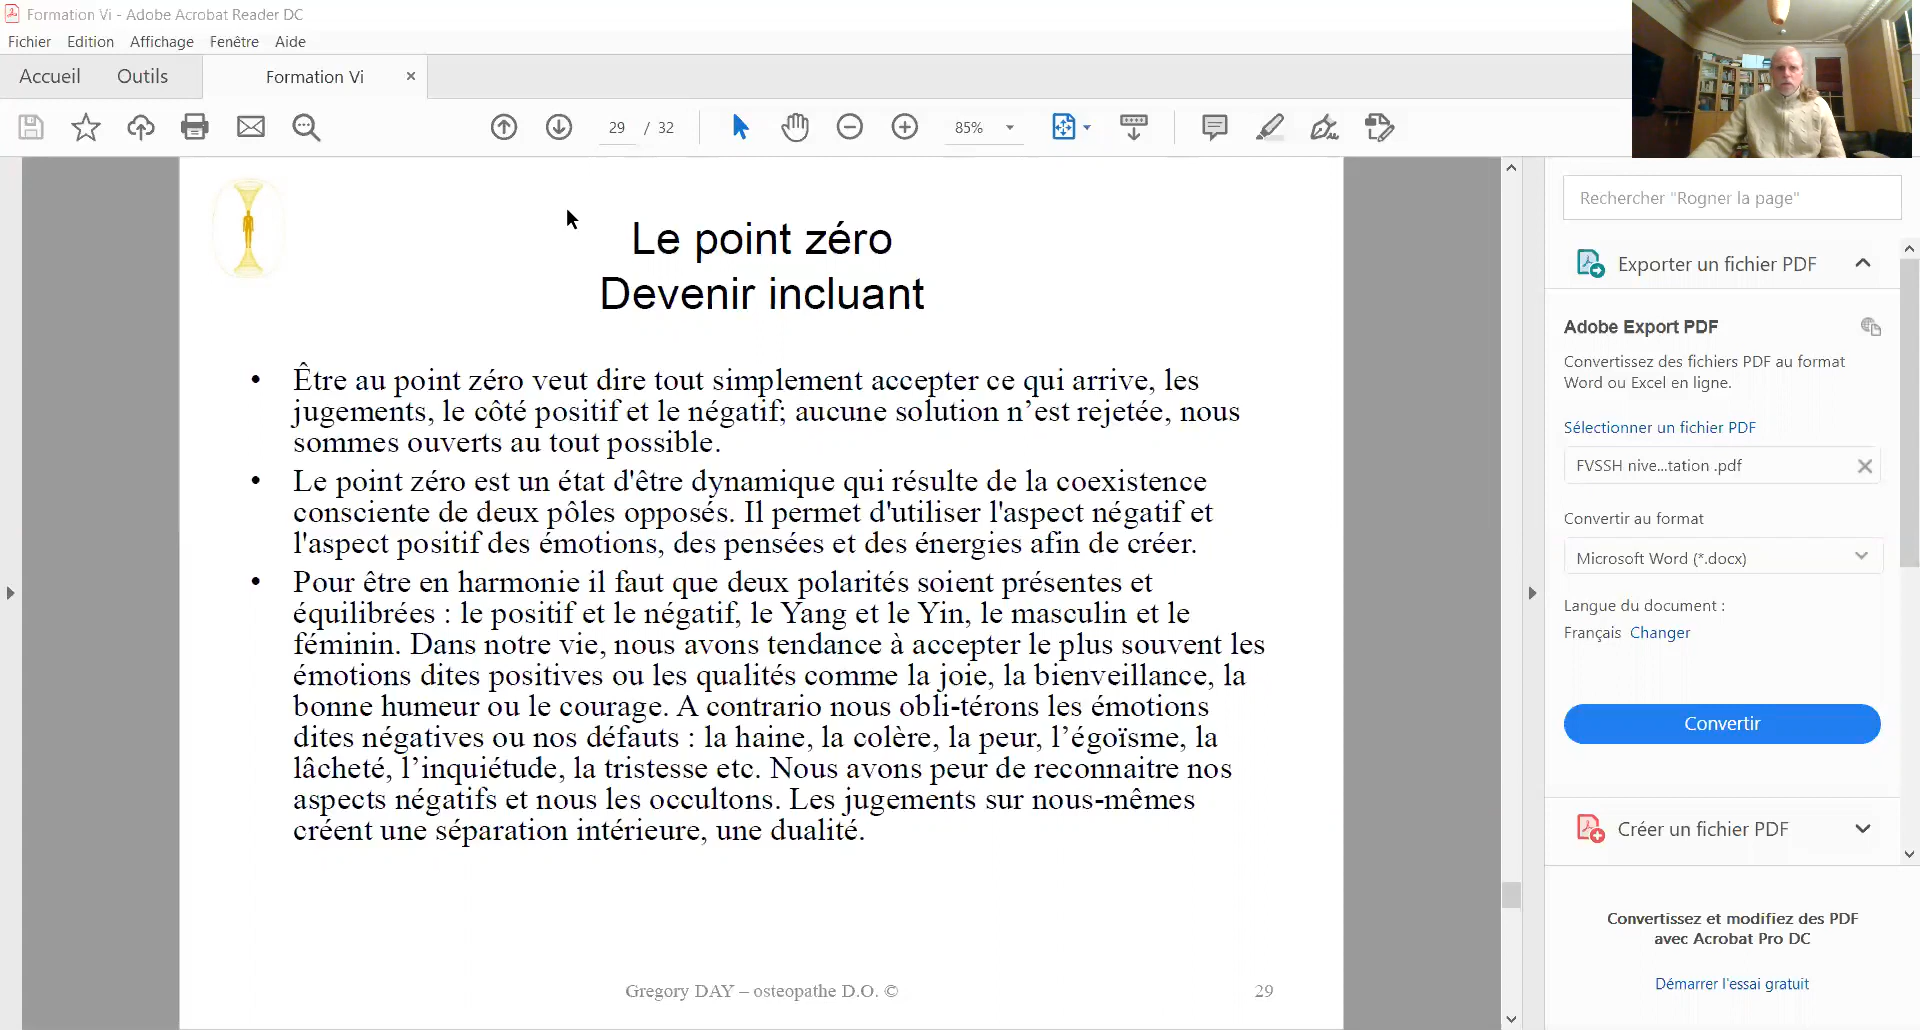 Formation Vi - Adobe Acrobat Reader DC
Fichier Edition Affichage Fenêtre Aide
Accueil Outils Formation Vi ×
29 / 32 85%
Rechercher "Rogner la page"
Exporter un fichier PDF
Adobe Export PDF
Convertissez des fichiers PDF au format
Word ou Excel en ligne.
Sélectionner un fichier PDF
FVSSH nive...tation .pdf
Convertir au format
Microsoft Word (*.docx)
Langue du document :
Français Changer
Convertir
Créer un fichier PDF
Convertissez et modifiez des PDF
avec Acrobat Pro DC
Démarrer l'essai gratuit
Le point zéro
Devenir incluant
• Être au point zéro veut dire tout simplement accepter ce qui arrive, les
jugements, le côté positif et le négatif; aucune solution n’est rejetée, nous
sommes ouverts au tout possible.
• Le point zéro est un état d'être dynamique qui résulte de la coexistence
consciente de deux pôles opposés. Il permet d'utiliser l'aspect négatif et
l'aspect positif des émotions, des pensées et des énergies afin de créer.
• Pour être en harmonie il faut que deux polarités soient présentes et
équilibrées : le positif et le négatif, le Yang et le Yin, le masculin et le
féminin. Dans notre vie, nous avons tendance à accepter le plus souvent les
émotions dites positives ou les qualités comme la joie, la bienveillance, la
bonne humeur ou le courage. A contrario nous obli-térons les émotions
dites négatives ou nos défauts : la haine, la colère, la peur, l’égoïsme, la
lâcheté, l’inquiétude, la tristesse etc. Nous avons peur de reconnaitre nos
aspects négatifs et nous les occultons. Les jugements sur nous-mêmes
créent une séparation intérieure, une dualité.
Gregory DAY – osteopathe D.O. © 29